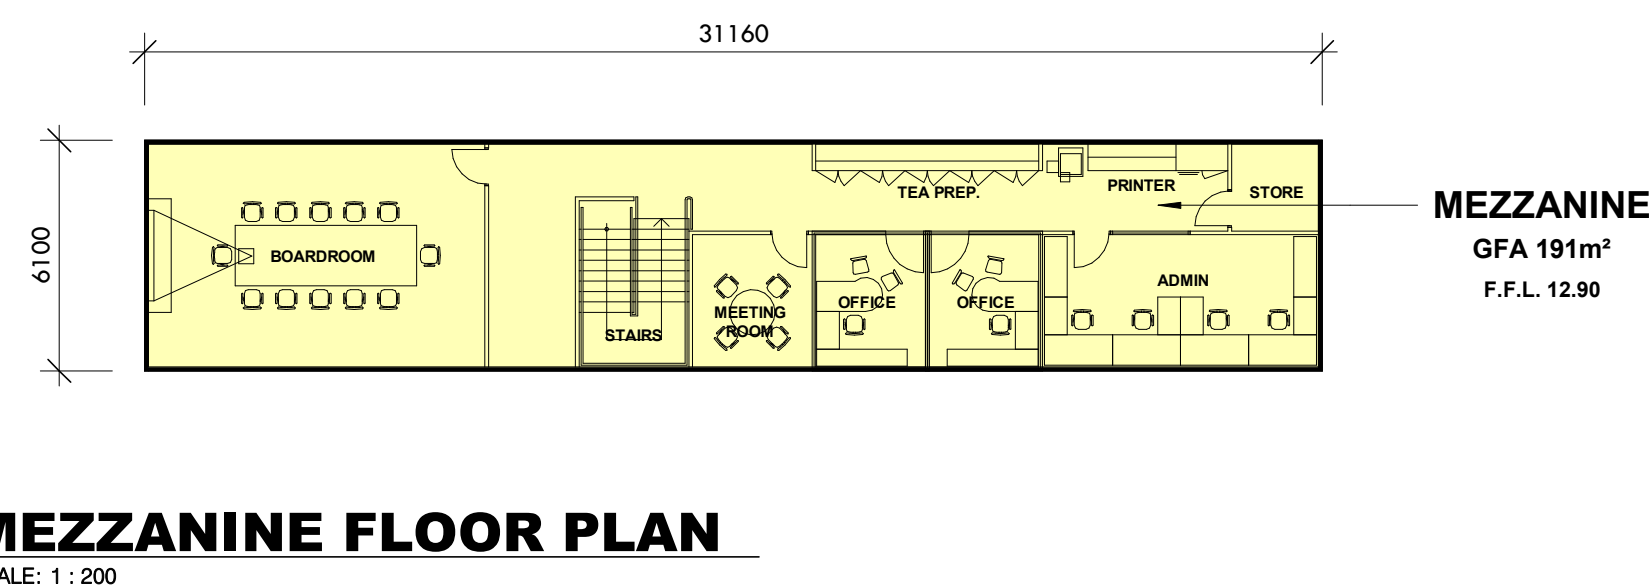 31160
6100
BOARDROOM
STAIRS
MEETING
ROOM
OFFICE
OFFICE
TEA PREP.
PRINTER
STORE
ADMIN
MEZZANINE
GFA 191m²
F.F.L. 12.90
MEZZANINE FLOOR PLAN
ALE: 1 : 200